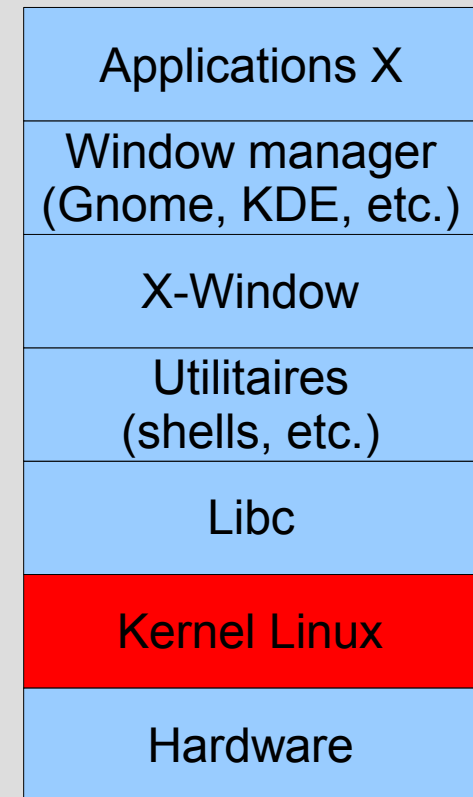 Applications X
Window manager
(Gnome, KDE, etc.)
X-Window
Utilitaires
(shells, etc.)
Libc
Kernel Linux
Hardware